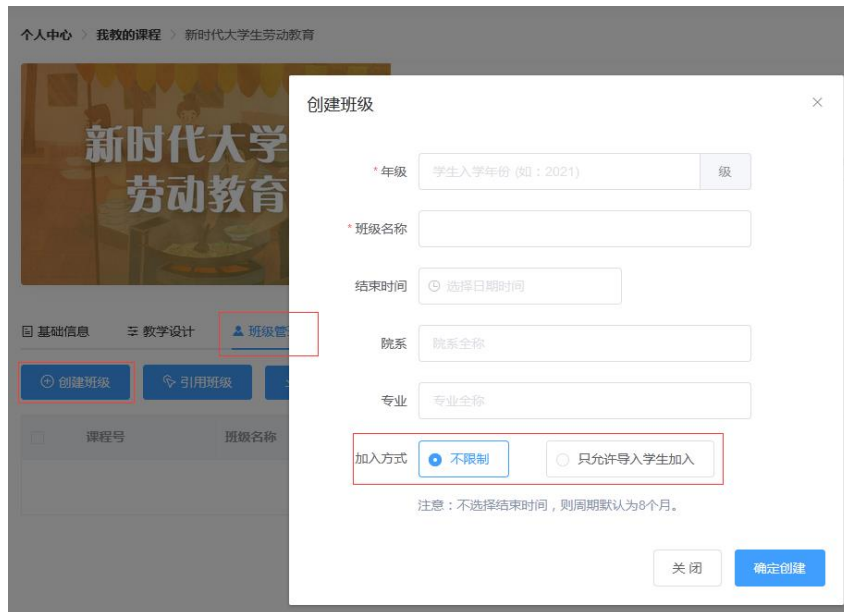 个人中心 > 我教的课程 > 新时代大学生劳动教育
新时代大学
劳动教育
基础信息 教学设计 班级管
创建班级 引用班级
课程号 班级名称
创建班级
*年级 学生入学年份 (如：2021) 级
*班级名称
结束时间 选择日期时间
院系 院系全称
专业 专业全称
加入方式 不限制 只允许导入学生加入
注意：不选择结束时间，则周期默认为8个月。
关闭 确定创建